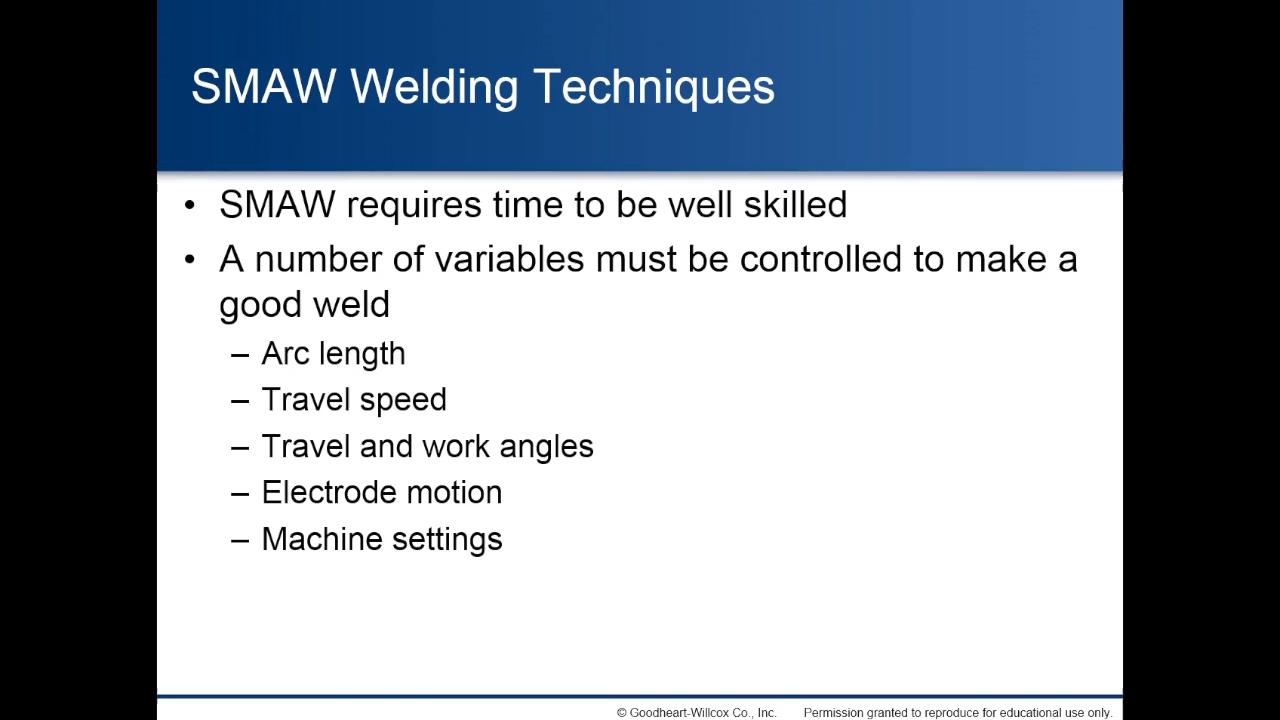 SMAW Welding Techniques
• SMAW requires time to be well skilled
• A number of variables must be controlled to make a
good weld
– Arc length
– Travel speed
– Travel and work angles
– Electrode motion
– Machine settings
© Goodheart-Willcox Co., Inc. Permission granted to reproduce for educational use only.